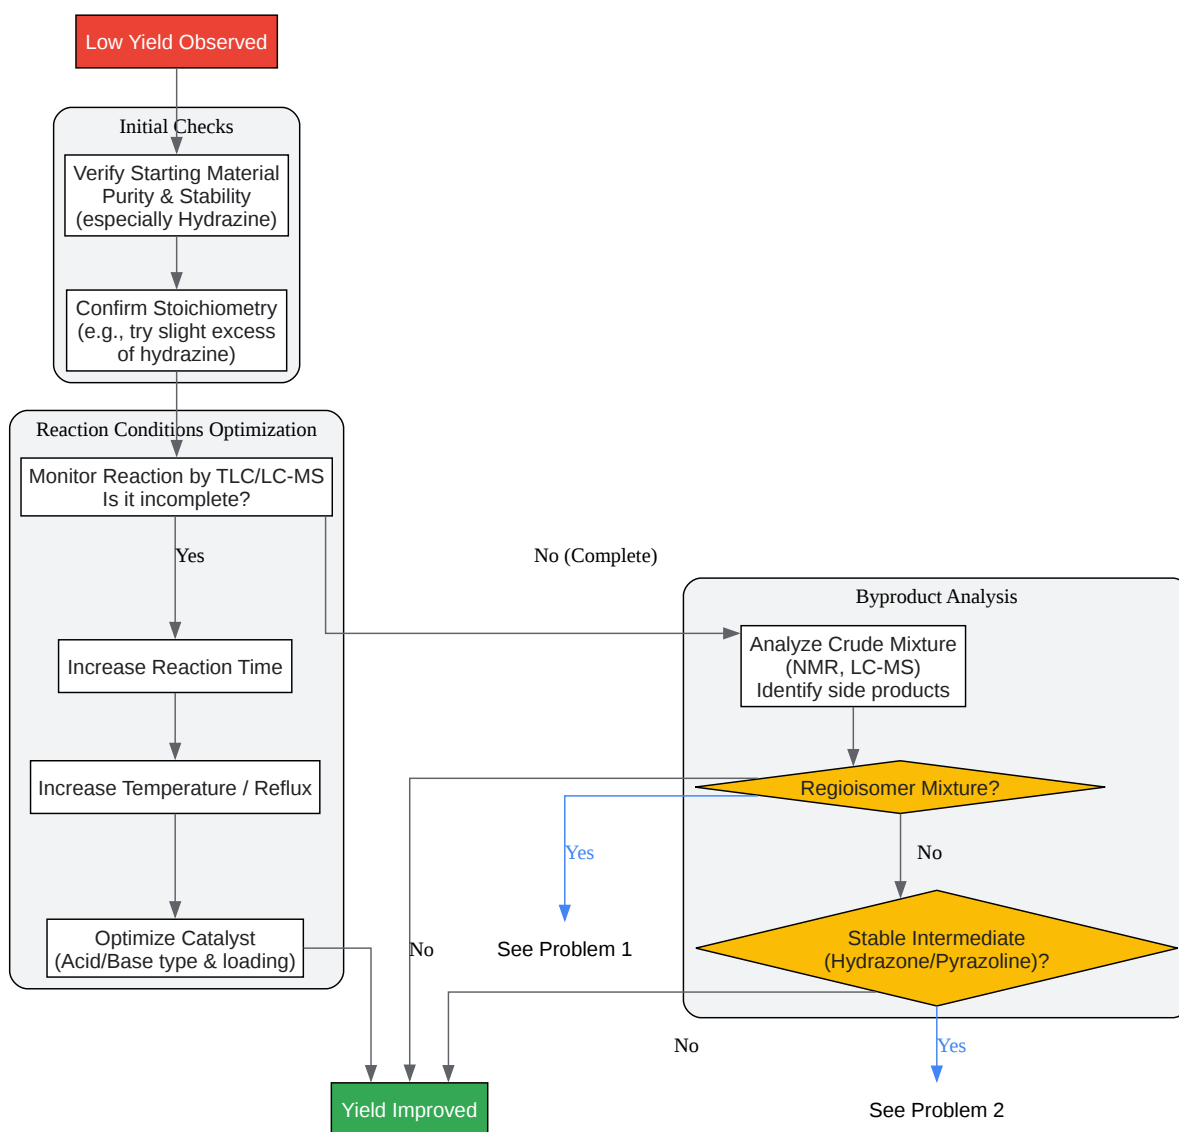 Low Yield Observed
Initial Checks
Verify Starting Material
Purity & Stability
(especially Hydrazine)
Confirm Stoichiometry
(e.g., try slight excess
of hydrazine)
Reaction Conditions Optimization
Monitor Reaction by TLC/LC-MS
Is it incomplete?
Yes
No (Complete)
Increase Reaction Time
Increase Temperature / Reflux
Optimize Catalyst
(Acid/Base type & loading)
Byproduct Analysis
Analyze Crude Mixture
(NMR, LC-MS)
Identify side products
Regioisomer Mixture?
Yes
No
See Problem 1
No
Stable Intermediate
(Hydrazone/Pyrazoline)?
No
Yes
Yield Improved
See Problem 2